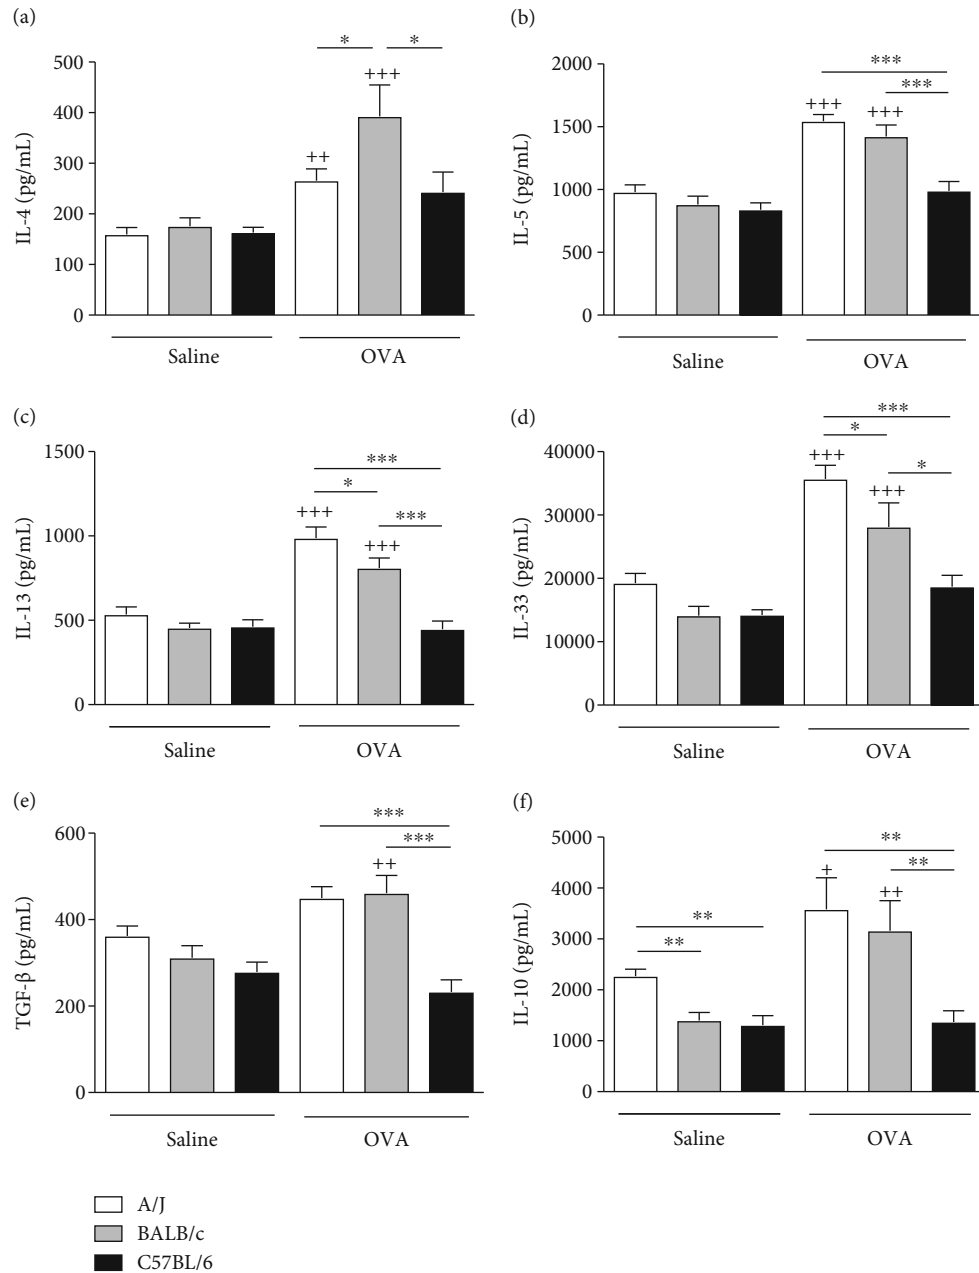 (a)
IL-4 (pg/mL)
500
400
300
200
100
0
* *
+++
++
Saline OVA
(b)
IL-5 (pg/mL)
2000
1500
1000
500
0
***
***
+++ +++
Saline OVA
(c)
IL-13 (pg/mL)
1500
1000
500
0
***
*
***
+++
+++
Saline OVA
(d)
IL-33 (pg/mL)
40000
30000
20000
10000
0
***
*
*
+++
+++
Saline OVA
(e)
TGF-β (pg/mL)
600
400
200
0
***
***
++
Saline OVA
(f)
IL-10 (pg/mL)
5000
4000
3000
2000
1000
0
**
**
+
++
**
**
Saline OVA
A/J
BALB/c
C57BL/6